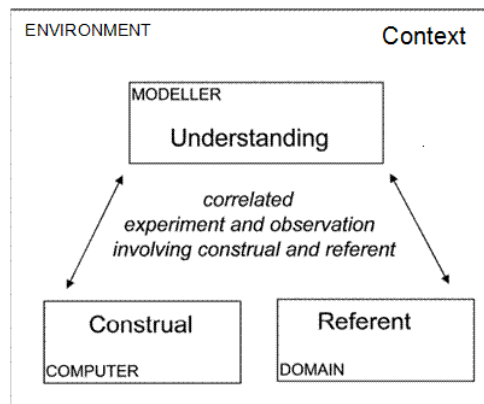 ENVIRONMENT Context
MODELLER
Understanding
correlated
experiment and observation
involving construal and referent
Construal
COMPUTER
Referent
DOMAIN